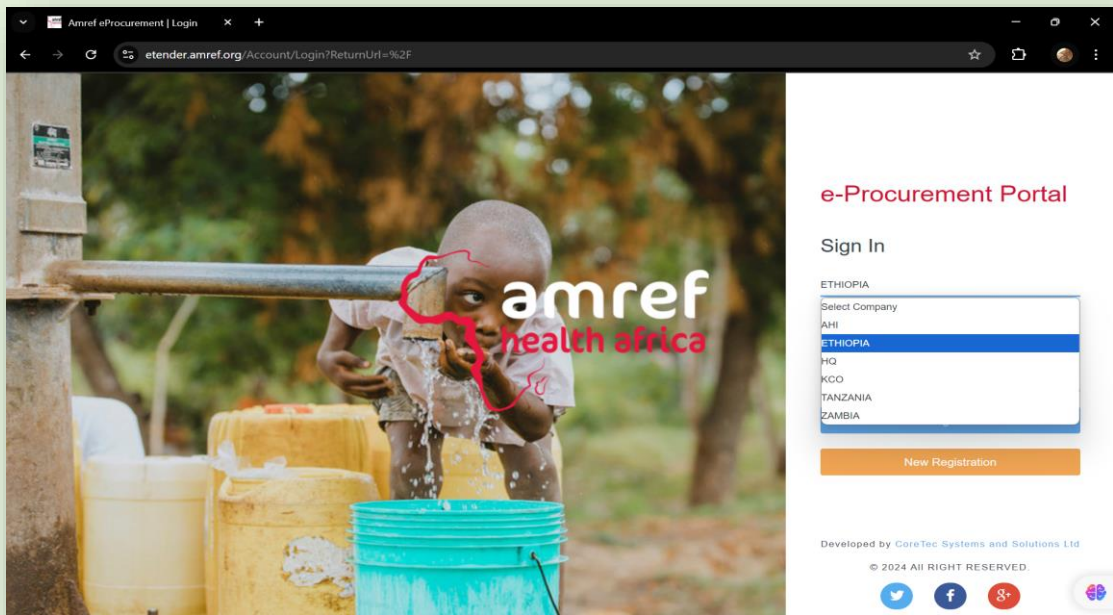 Amref eProcurement | Login
etender.amref.org/Account/Login?ReturnUrl=%2F
amref
health africa
e-Procurement Portal
Sign In
ETHIOPIA
Select Company
AHI
ETHIOPIA
HQ
KCO
TANZANIA
ZAMBIA
New Registration
Developed by CoreTec Systems and Solutions Ltd
© 2024 All RIGHT RESERVED.